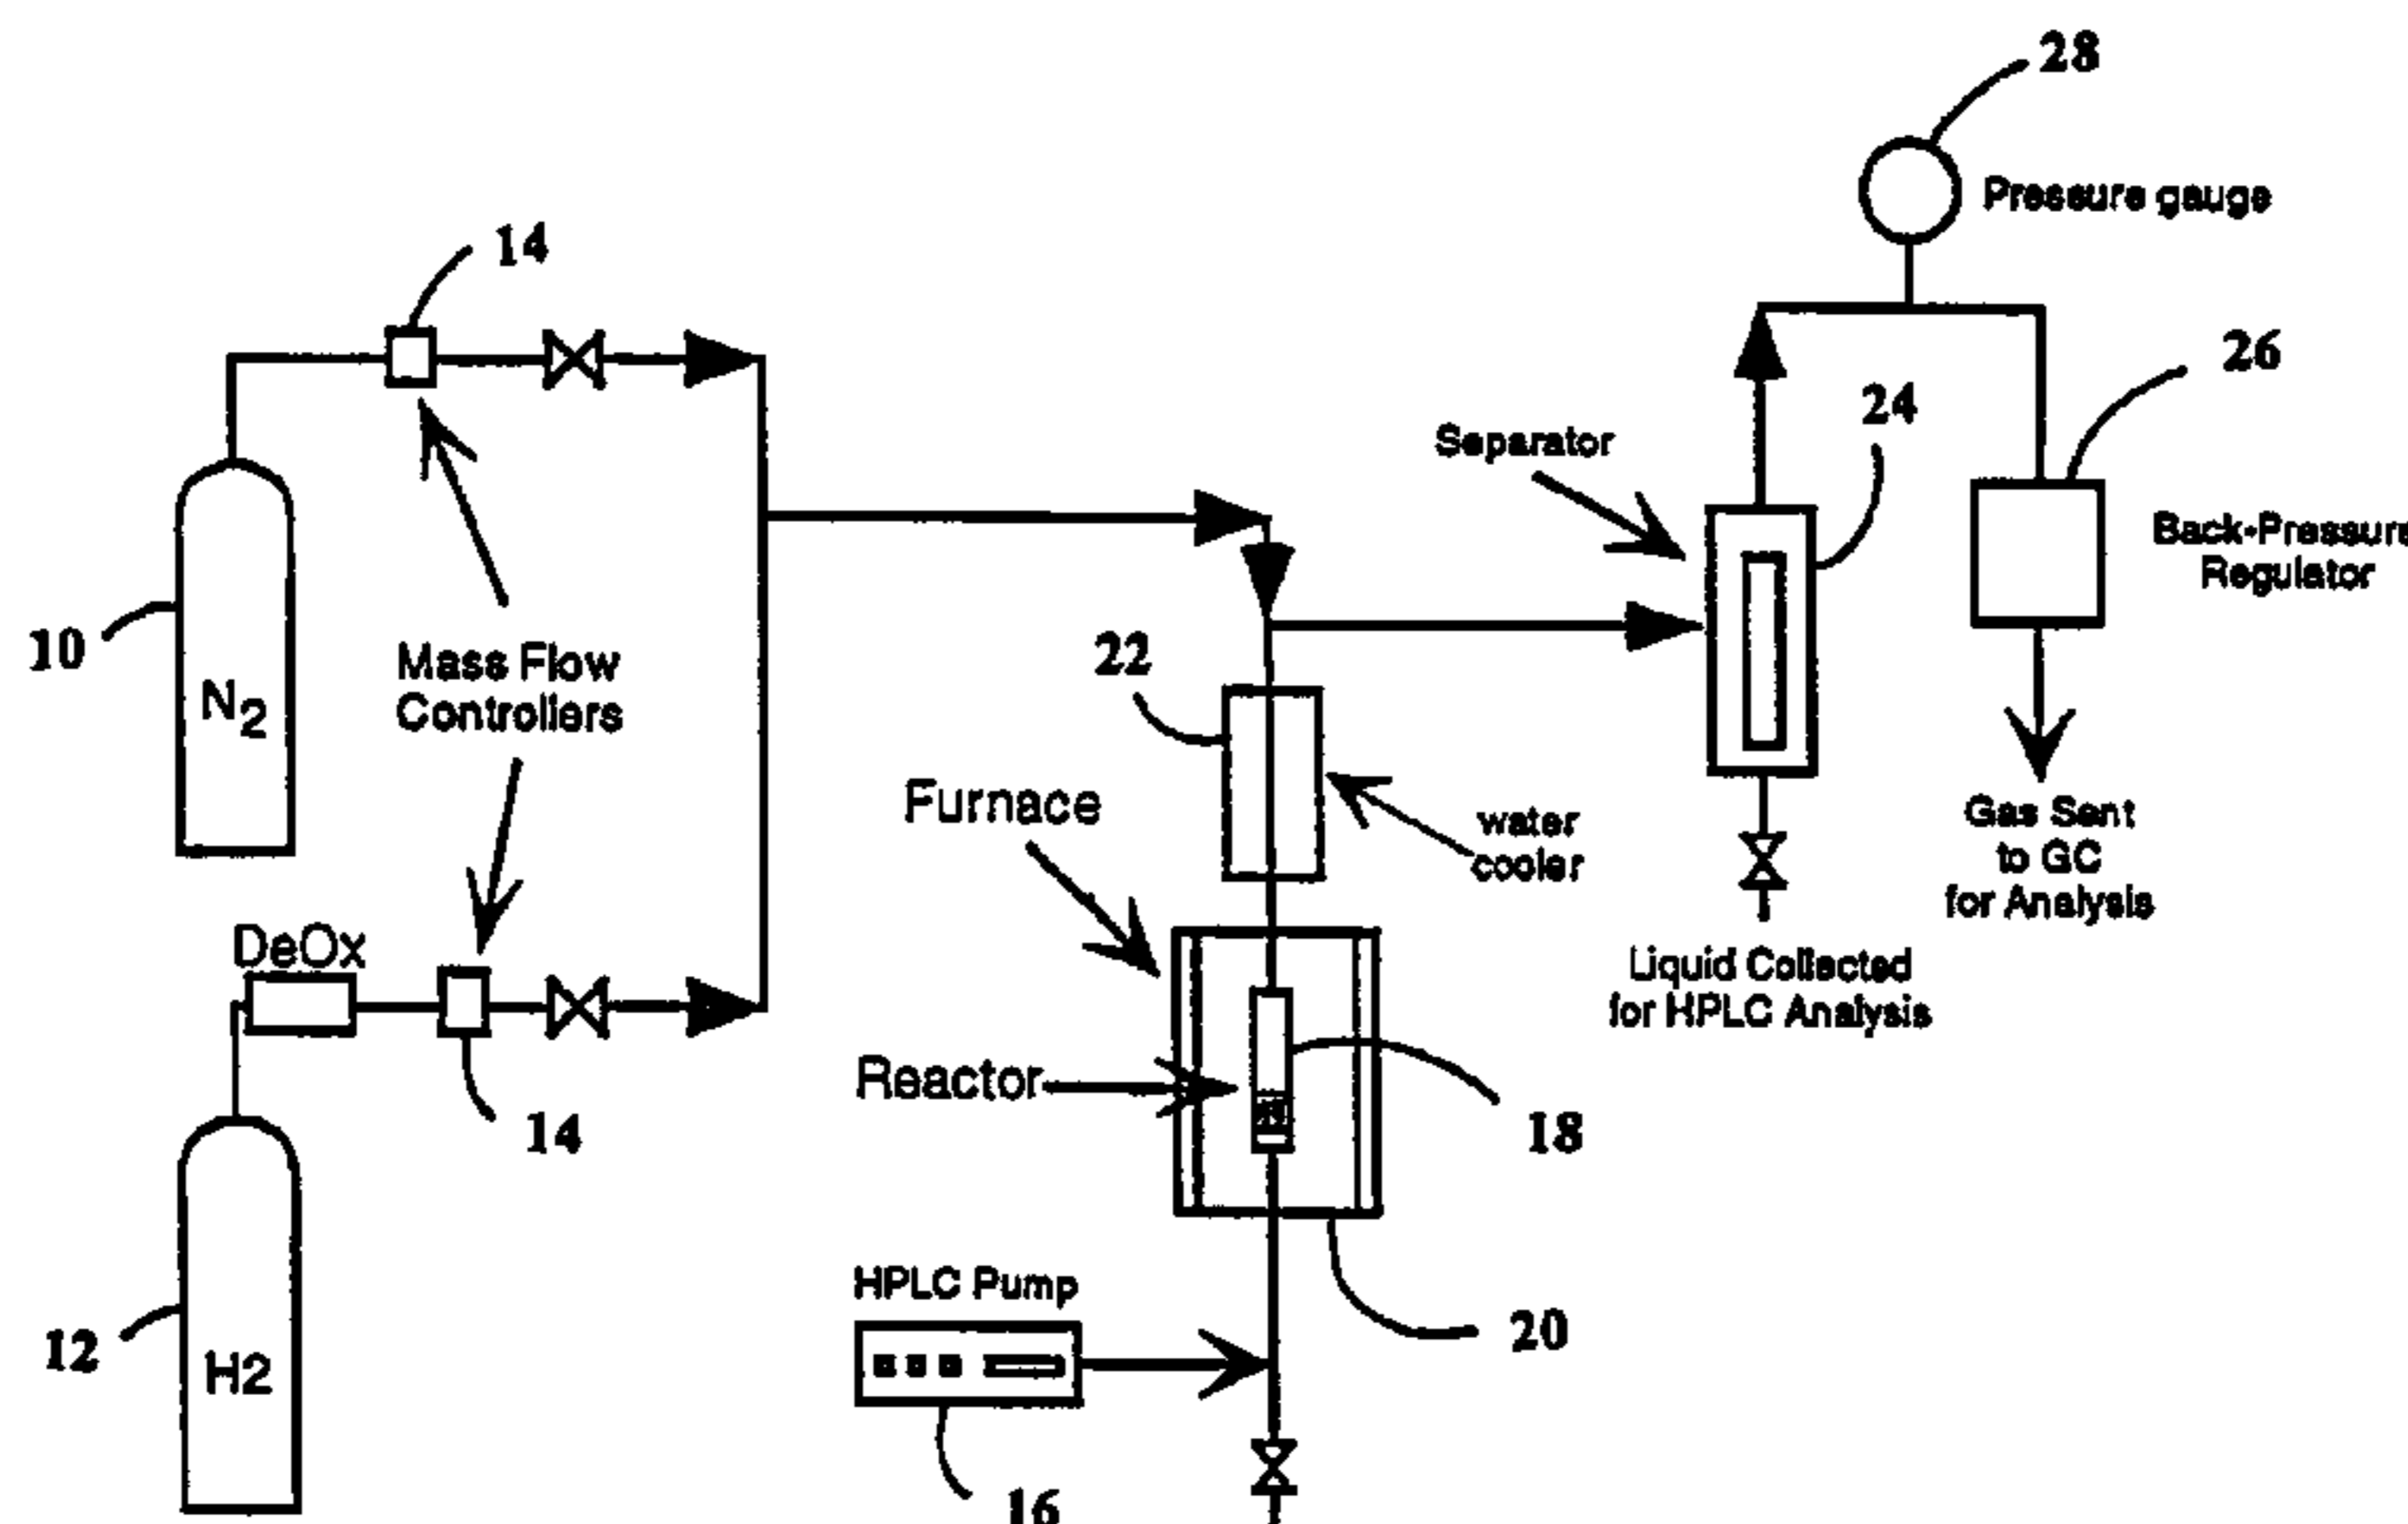 28
Pressure gauge
14
26
24
Separator
Back-Pressure
Regulator
10
N2
Mass Flow
Controllers
22
Furnace
water
cooler
Gas Sent
to GC
for Analysis
DeOx
Liquid Collected
for HPLC Analysis
Reactor
14
18
HPLC Pump
20
12
H2
16